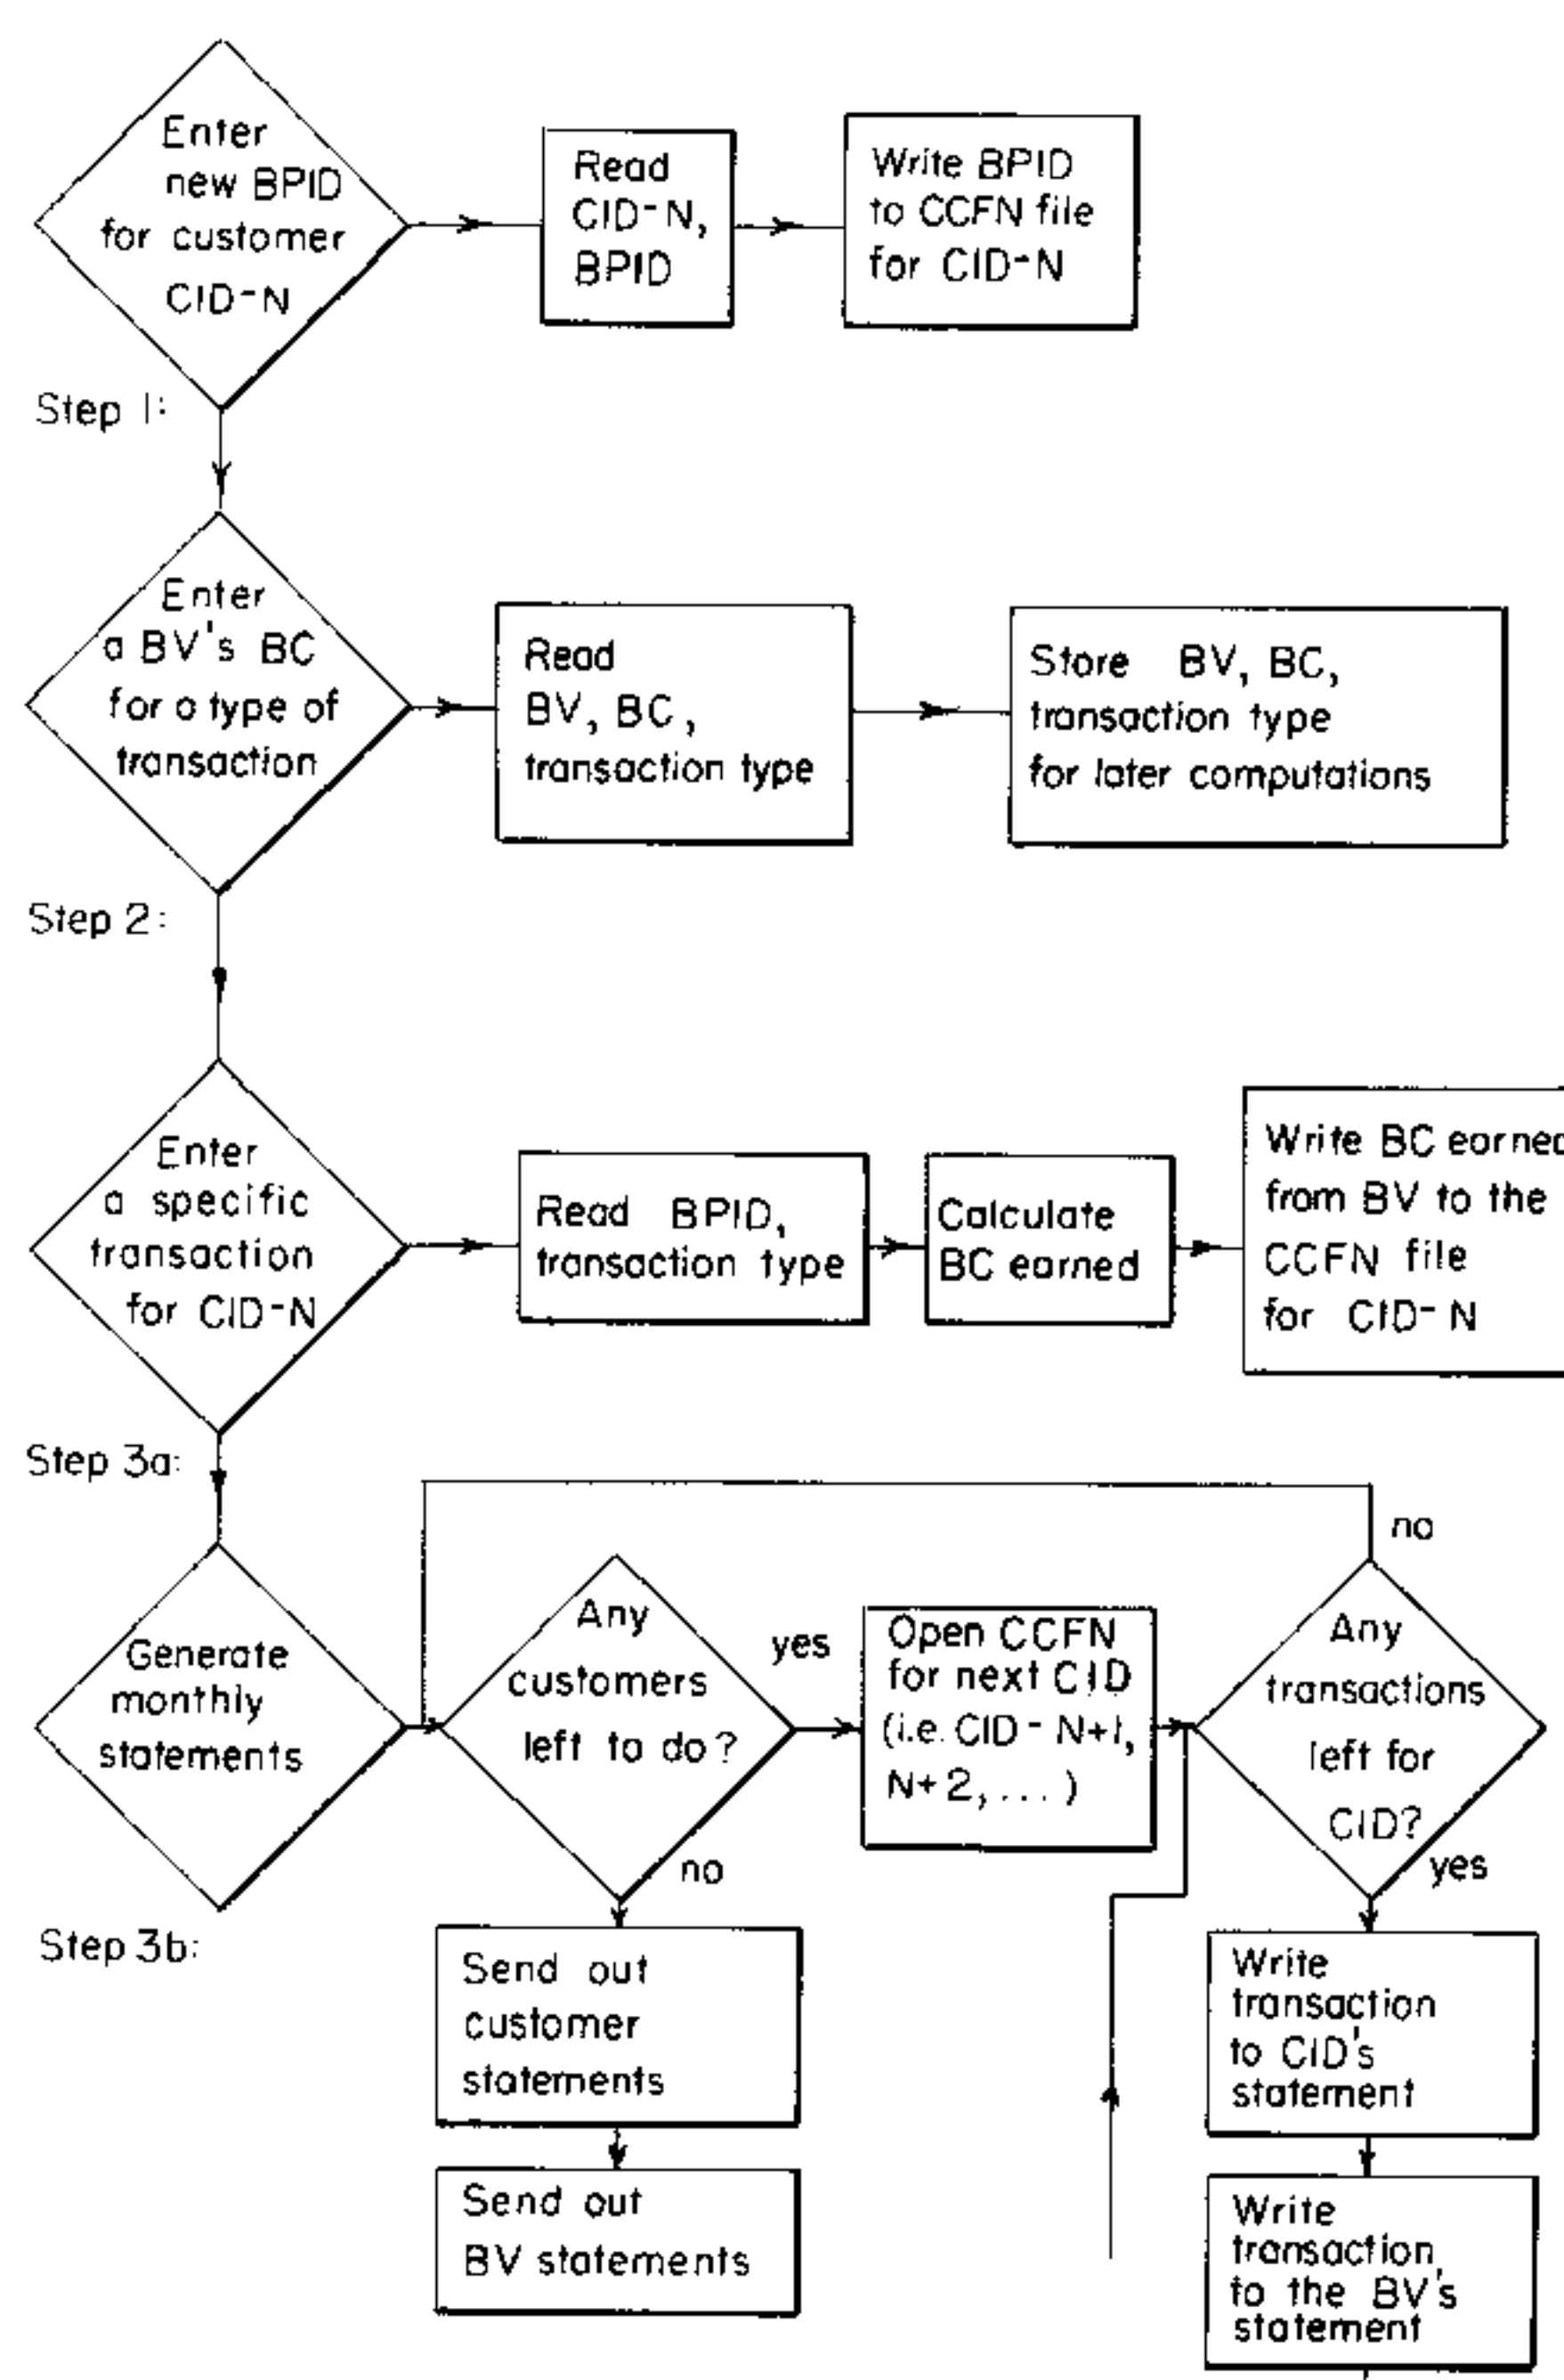 Enter
new BPID
for customer
CID-N
Read
CID-N,
BPID
Write BPID
to CCFN file
for CID-N
Step 1:
Enter
a BV's BC
for a type of
transaction
Read
BV, BC,
transaction type
Store BV, BC,
transaction type
for later computations
Step 2:
Enter
a specific
transaction
for CID-N
Read BPID,
transaction type
Calculate
BC earned
Write BC earned
from BV to the
CCFN file
for CID-N
Step 3a:
Generate
monthly
statements
Any
customers
left to do?
yes
no
Open CCFN
for next CID
(i.e. CID-N+1,
N+2, ...)
Any
transactions
left for
CID?
no
yes
Step 3b:
Send out
customer
statements
Send out
BV statements
Write
transaction
to CID's
statement
Write
transaction
to the BV's
statement